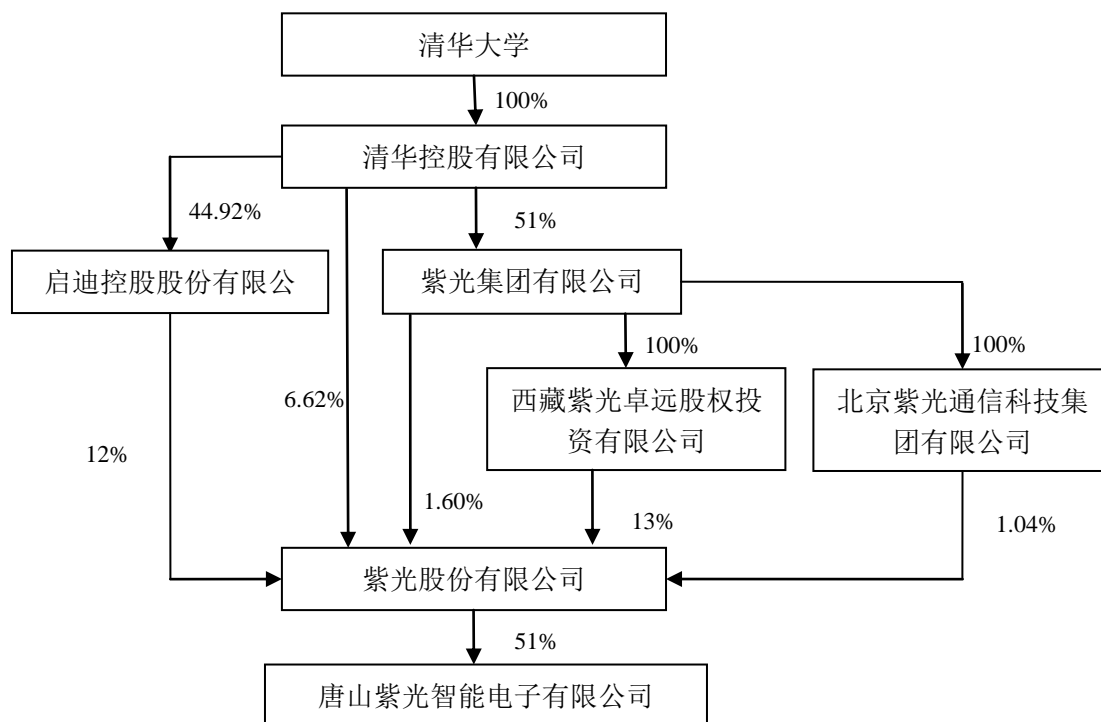 清华大学
100%
清华控股有限公司
44.92%
51%
启迪控股股份有限公
紫光集团有限公司
100%
100%
6.62%
西藏紫光卓远股权投
资有限公司
北京紫光通信科技集
团有限公司
12%
1.60%
13%
1.04%
紫光股份有限公司
51%
唐山紫光智能电子有限公司